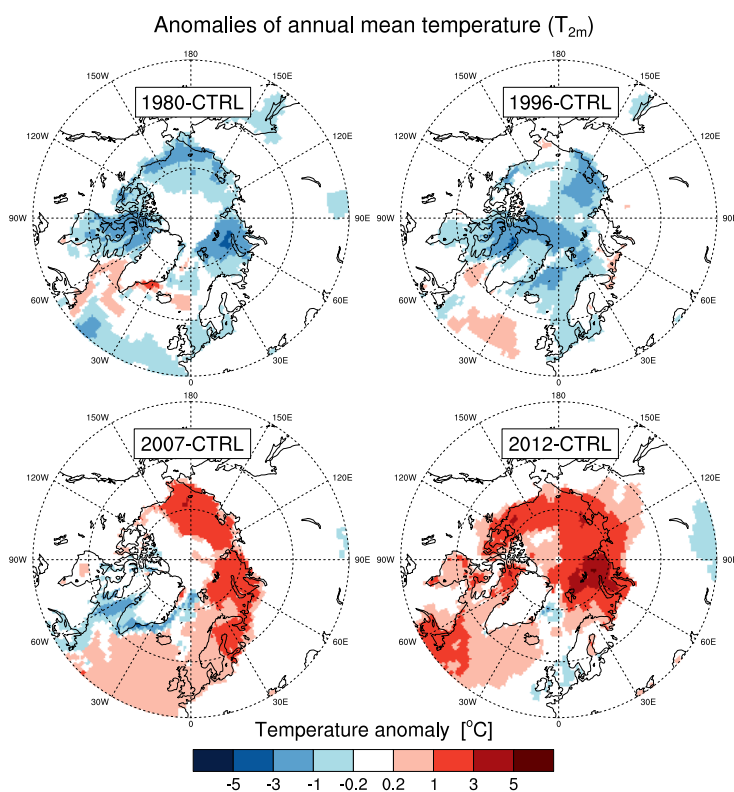 Anomalies of annual mean temperature (T2m)
180 180
150W 150E 150W 150E
1980-CTRL 1996-CTRL
120W 120E 120W 120E
90W 90E 90W 90E
60W 60E 60W 60E
30W 30E 30W 30E
0 0
180 180
150W 150E 150W 150E
2007-CTRL 2012-CTRL
120W 120E 120W 120E
90W 90E 90W 90E
60W 60E 60W 60E
30W 30E 30W 30E
0 0
Temperature anomaly [°C]
-5 -3 -1 -0.2 0.2 1 3 5